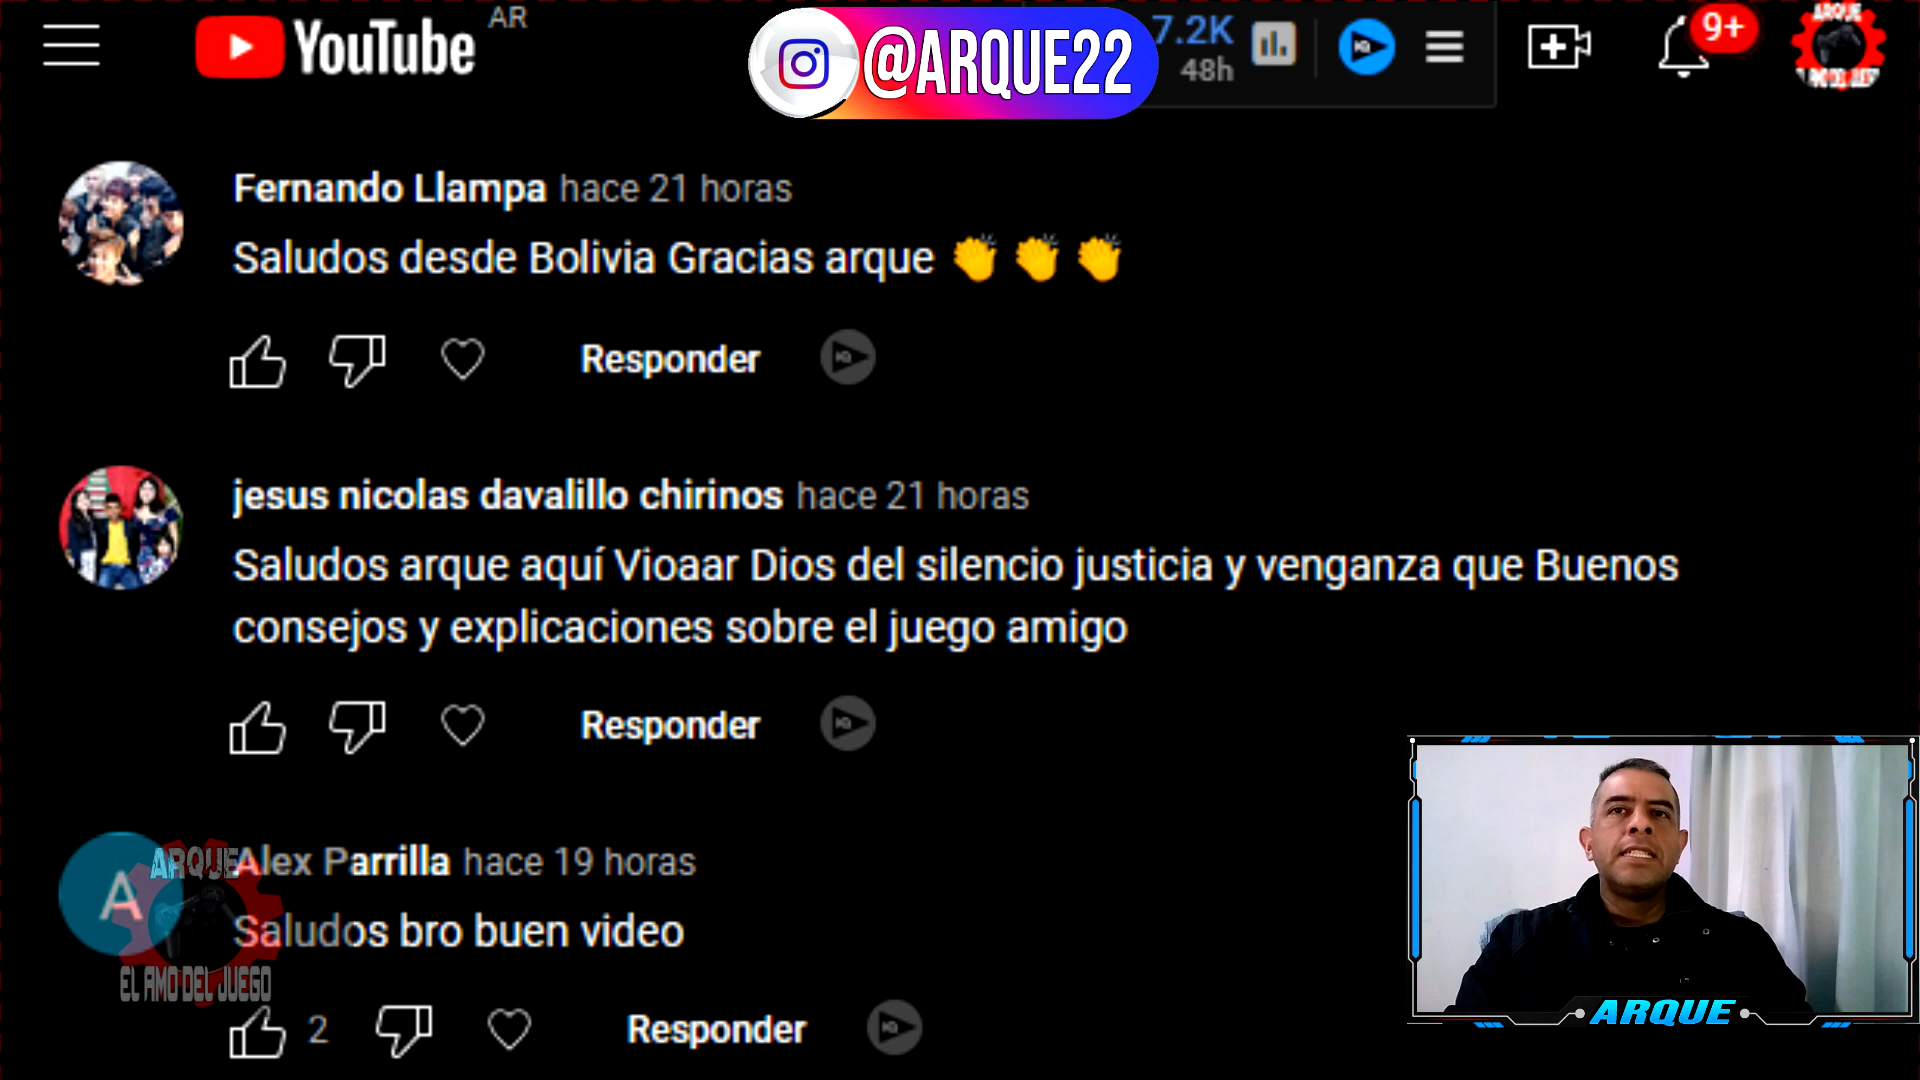 YouTube AR
@ARQUE22
7.2K
48h
9+
ARQUE
Fernando Llampa hace 21 horas
Saludos desde Bolivia Gracias arque 👏 👏 👏
Responder
jesus nicolas davalillo chirinos hace 21 horas
Saludos arque aquí Vioaar Dios del silencio justicia y venganza que Buenos
consejos y explicaciones sobre el juego amigo
Responder
A
ARQUE
Alex Parrilla hace 19 horas
Saludos bro buen video
EL AMO DEL JUEGO
2
Responder
ARQUE